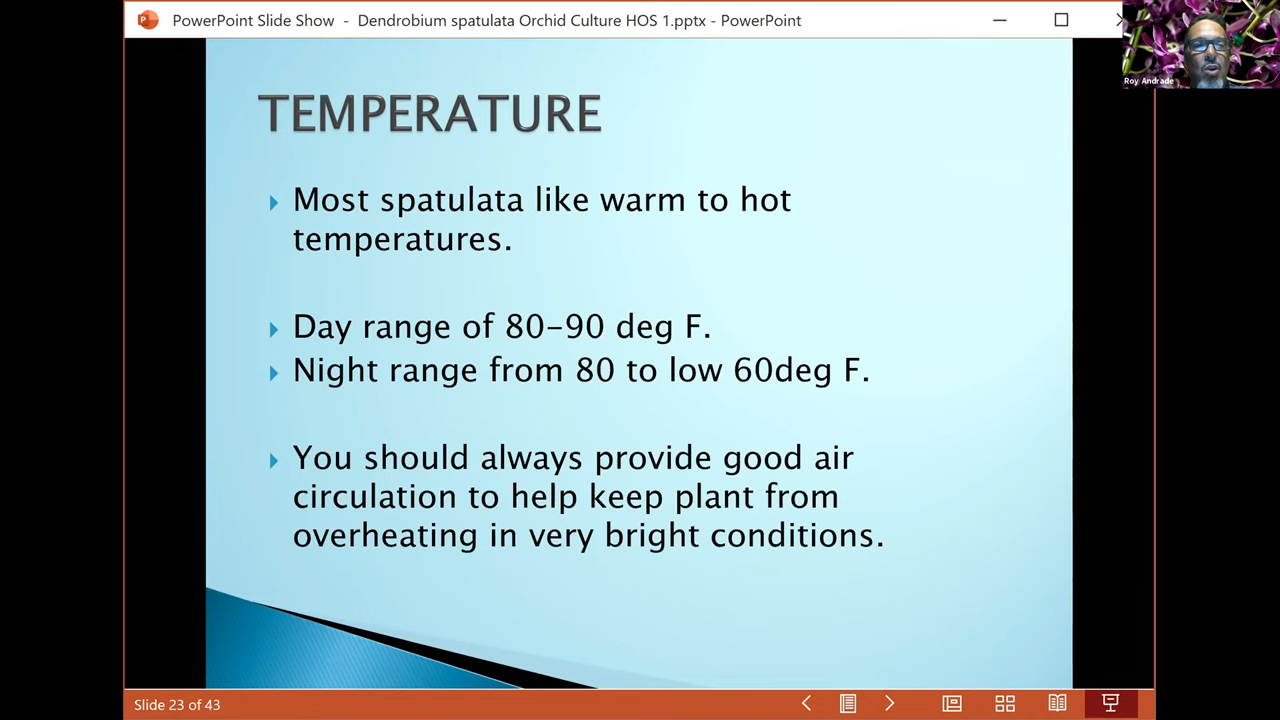 PowerPoint Slide Show - Dendrobium spatulata Orchid Culture HOS 1.pptx - PowerPoint
Roy Andrade
TEMPERATURE
Most spatulata like warm to hot
temperatures.
Day range of 80-90 deg F.
Night range from 80 to low 60deg F.
You should always provide good air
circulation to help keep plant from
overheating in very bright conditions.
Slide 23 of 43